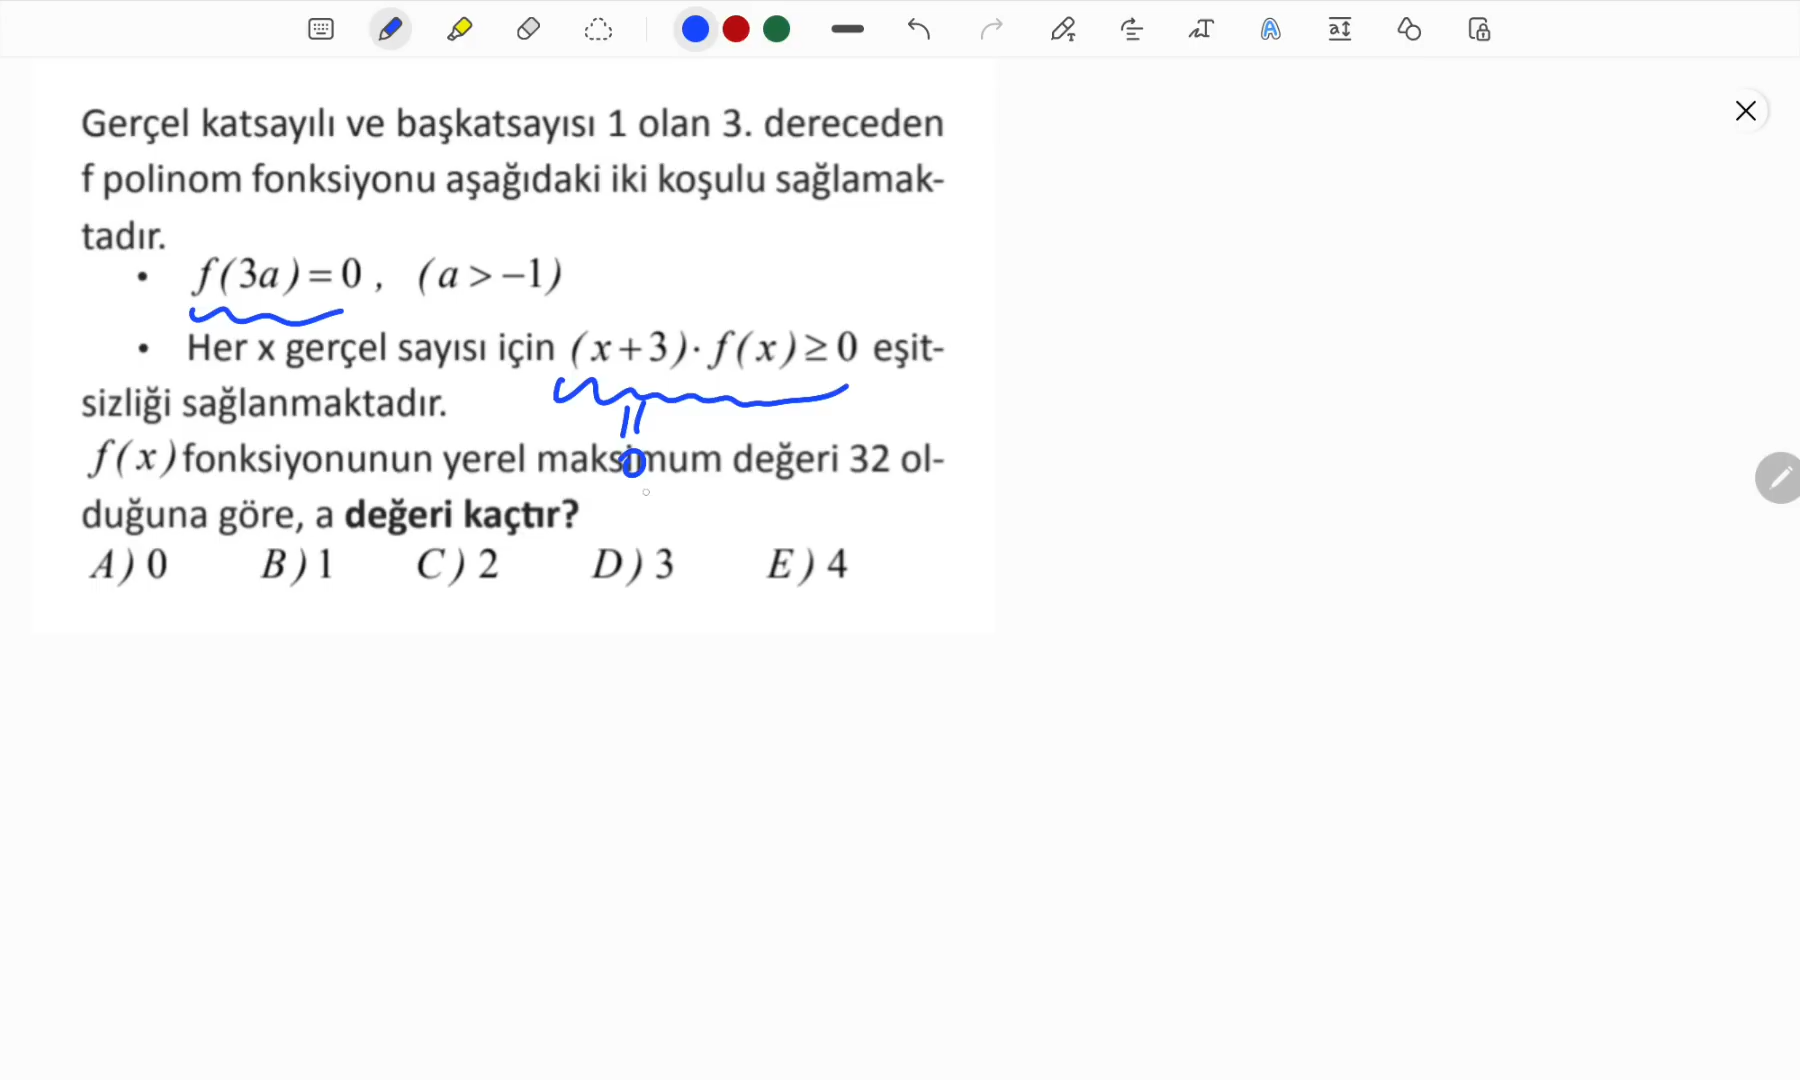 Gerçel katsayılı ve başkatsayısı 1 olan 3. dereceden
f polinom fonksiyonu aşağıdaki iki koşulu sağlamak-
tadır.
• f(3a)=0, (a>-1)
• Her x gerçel sayısı için (x+3)·f(x)≥0 eşit-
sizliği sağlanmaktadır.
f(x) fonksiyonunun yerel maksimum değeri 32 ol-
duğuna göre, a değeri kaçtır?
A) 0 B) 1 C) 2 D) 3 E) 4